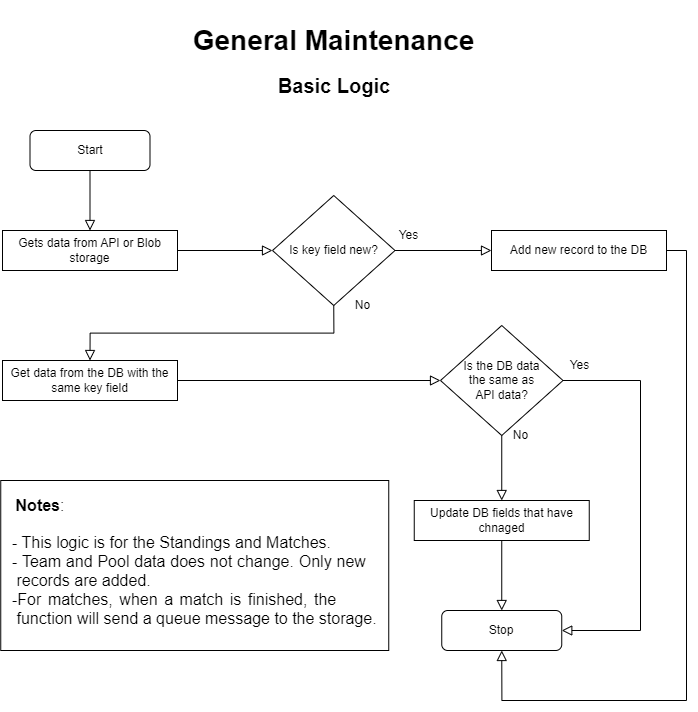 General Maintenance
Basic Logic
Start
Gets data from API or Blob
storage
Is key field new?
Yes
Add new record to the DB
No
Get data from the DB with the
same key field
Is the DB data
the same as
API data?
Yes
No
Update DB fields that have
chnaged
Stop
Notes:
- This logic is for the Standings and Matches.
- Team and Pool data does not change. Only new
records are added.
-For matches, when a match is finished, the
function will send a queue message to the storage.